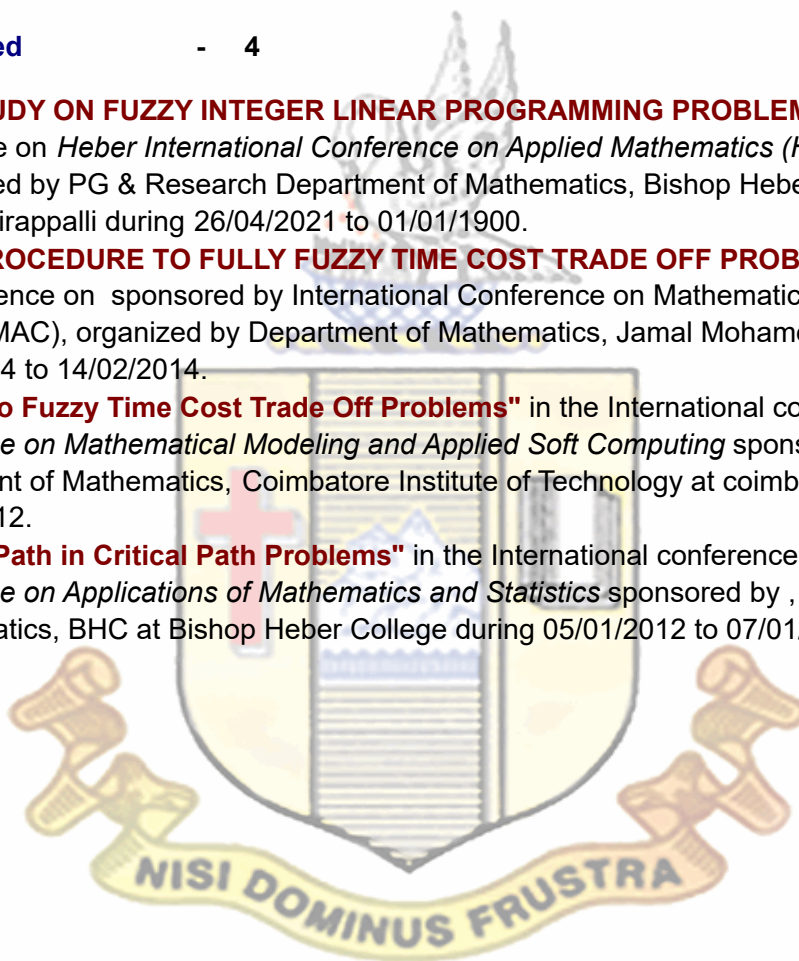 ed - 4
UDY ON FUZZY INTEGER LINEAR PROGRAMMING PROBLEM
e on Heber International Conference on Applied Mathematics (H
ed by PG & Research Department of Mathematics, Bishop Hebe
irappalli during 26/04/2021 to 01/01/1900.
ROCEDURE TO FULLY FUZZY TIME COST TRADE OFF PROB
ence on sponsored by International Conference on Mathematic
MAC), organized by Department of Mathematics, Jamal Mohame
4 to 14/02/2014.
o Fuzzy Time Cost Trade Off Problems" in the International co
e on Mathematical Modeling and Applied Soft Computing spons
nt of Mathematics, Coimbatore Institute of Technology at coimb
12.
Path in Critical Path Problems" in the International conference
e on Applications of Mathematics and Statistics sponsored by ,
atics, BHC at Bishop Heber College during 05/01/2012 to 07/01/
NISI DOMINUS FRUSTRA